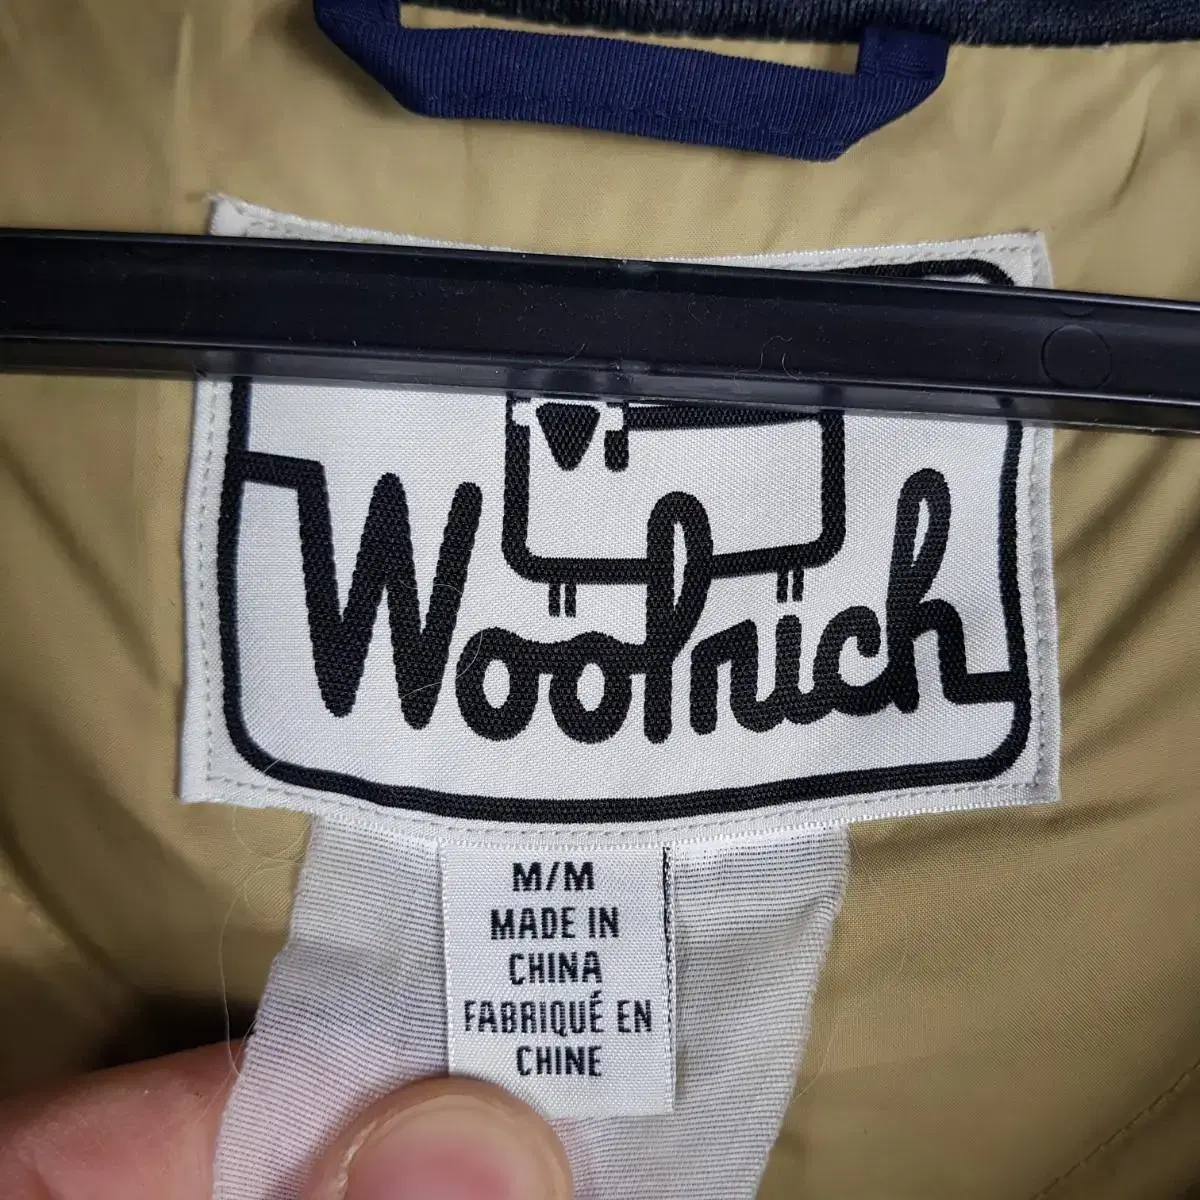 Woolrich
M/M
MADE IN
CHINA
FABRIQUÉ EN
CHINE